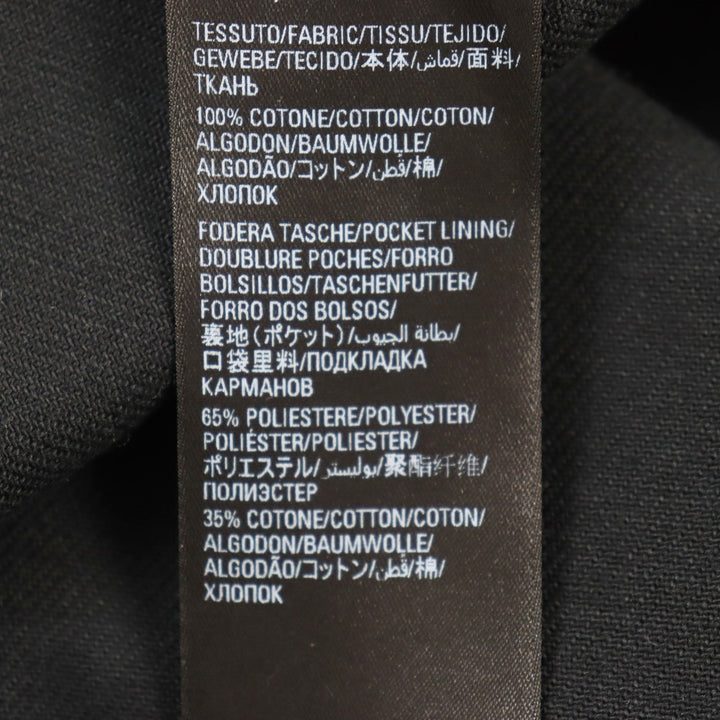 TESSUTO/FABRIC/TISSU/TEJIDO/
GEWEBE/TECIDO/本体/قماش/面料/
ТКАНЬ
100% COTONE/COTTON/COTON/
ALGODON/BAUMWOLLE/
ALGODÃO/コットン/قطن/棉/
ХЛОПОК
FODERA TASCHE/POCKET LINING/
DOUBLURE POCHES/FORRO
BOLSILLOS/TASCHENFUTTER/
FORRO DOS BOLSOS/
裏地(ポケット)/بطانة الجيوب/
口袋里料/ПОДКЛАДКА
КАРМАНОВ
65% POLIESTERE/POLYESTER/
POLIÉSTER/POLIESTER/
ポリエステル/بوليستر/聚酯纤维/
ПОЛИЭСТЕР
35% COTONE/COTTON/COTON/
ALGODON/BAUMWOLLE/
ALGODÃO/コットン/قطن/棉/
ХЛОПОК